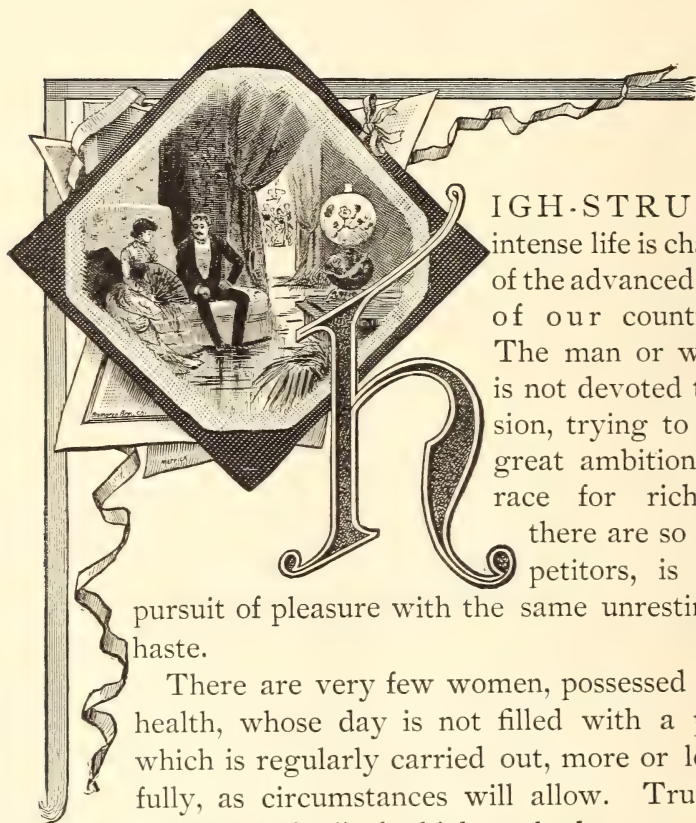 HIGH-STRU
intense life is ch
of the advanced
of our count
The man or w
is not devoted t
sion, trying to
great ambition
race for rich
there are so
petitors, is
pursuit of pleasure with the same unrestin
haste.
There are very few women, possessed
health, whose day is not filled with a p
which is regularly carried out, more or le
fully, as circumstances will allow. Tru